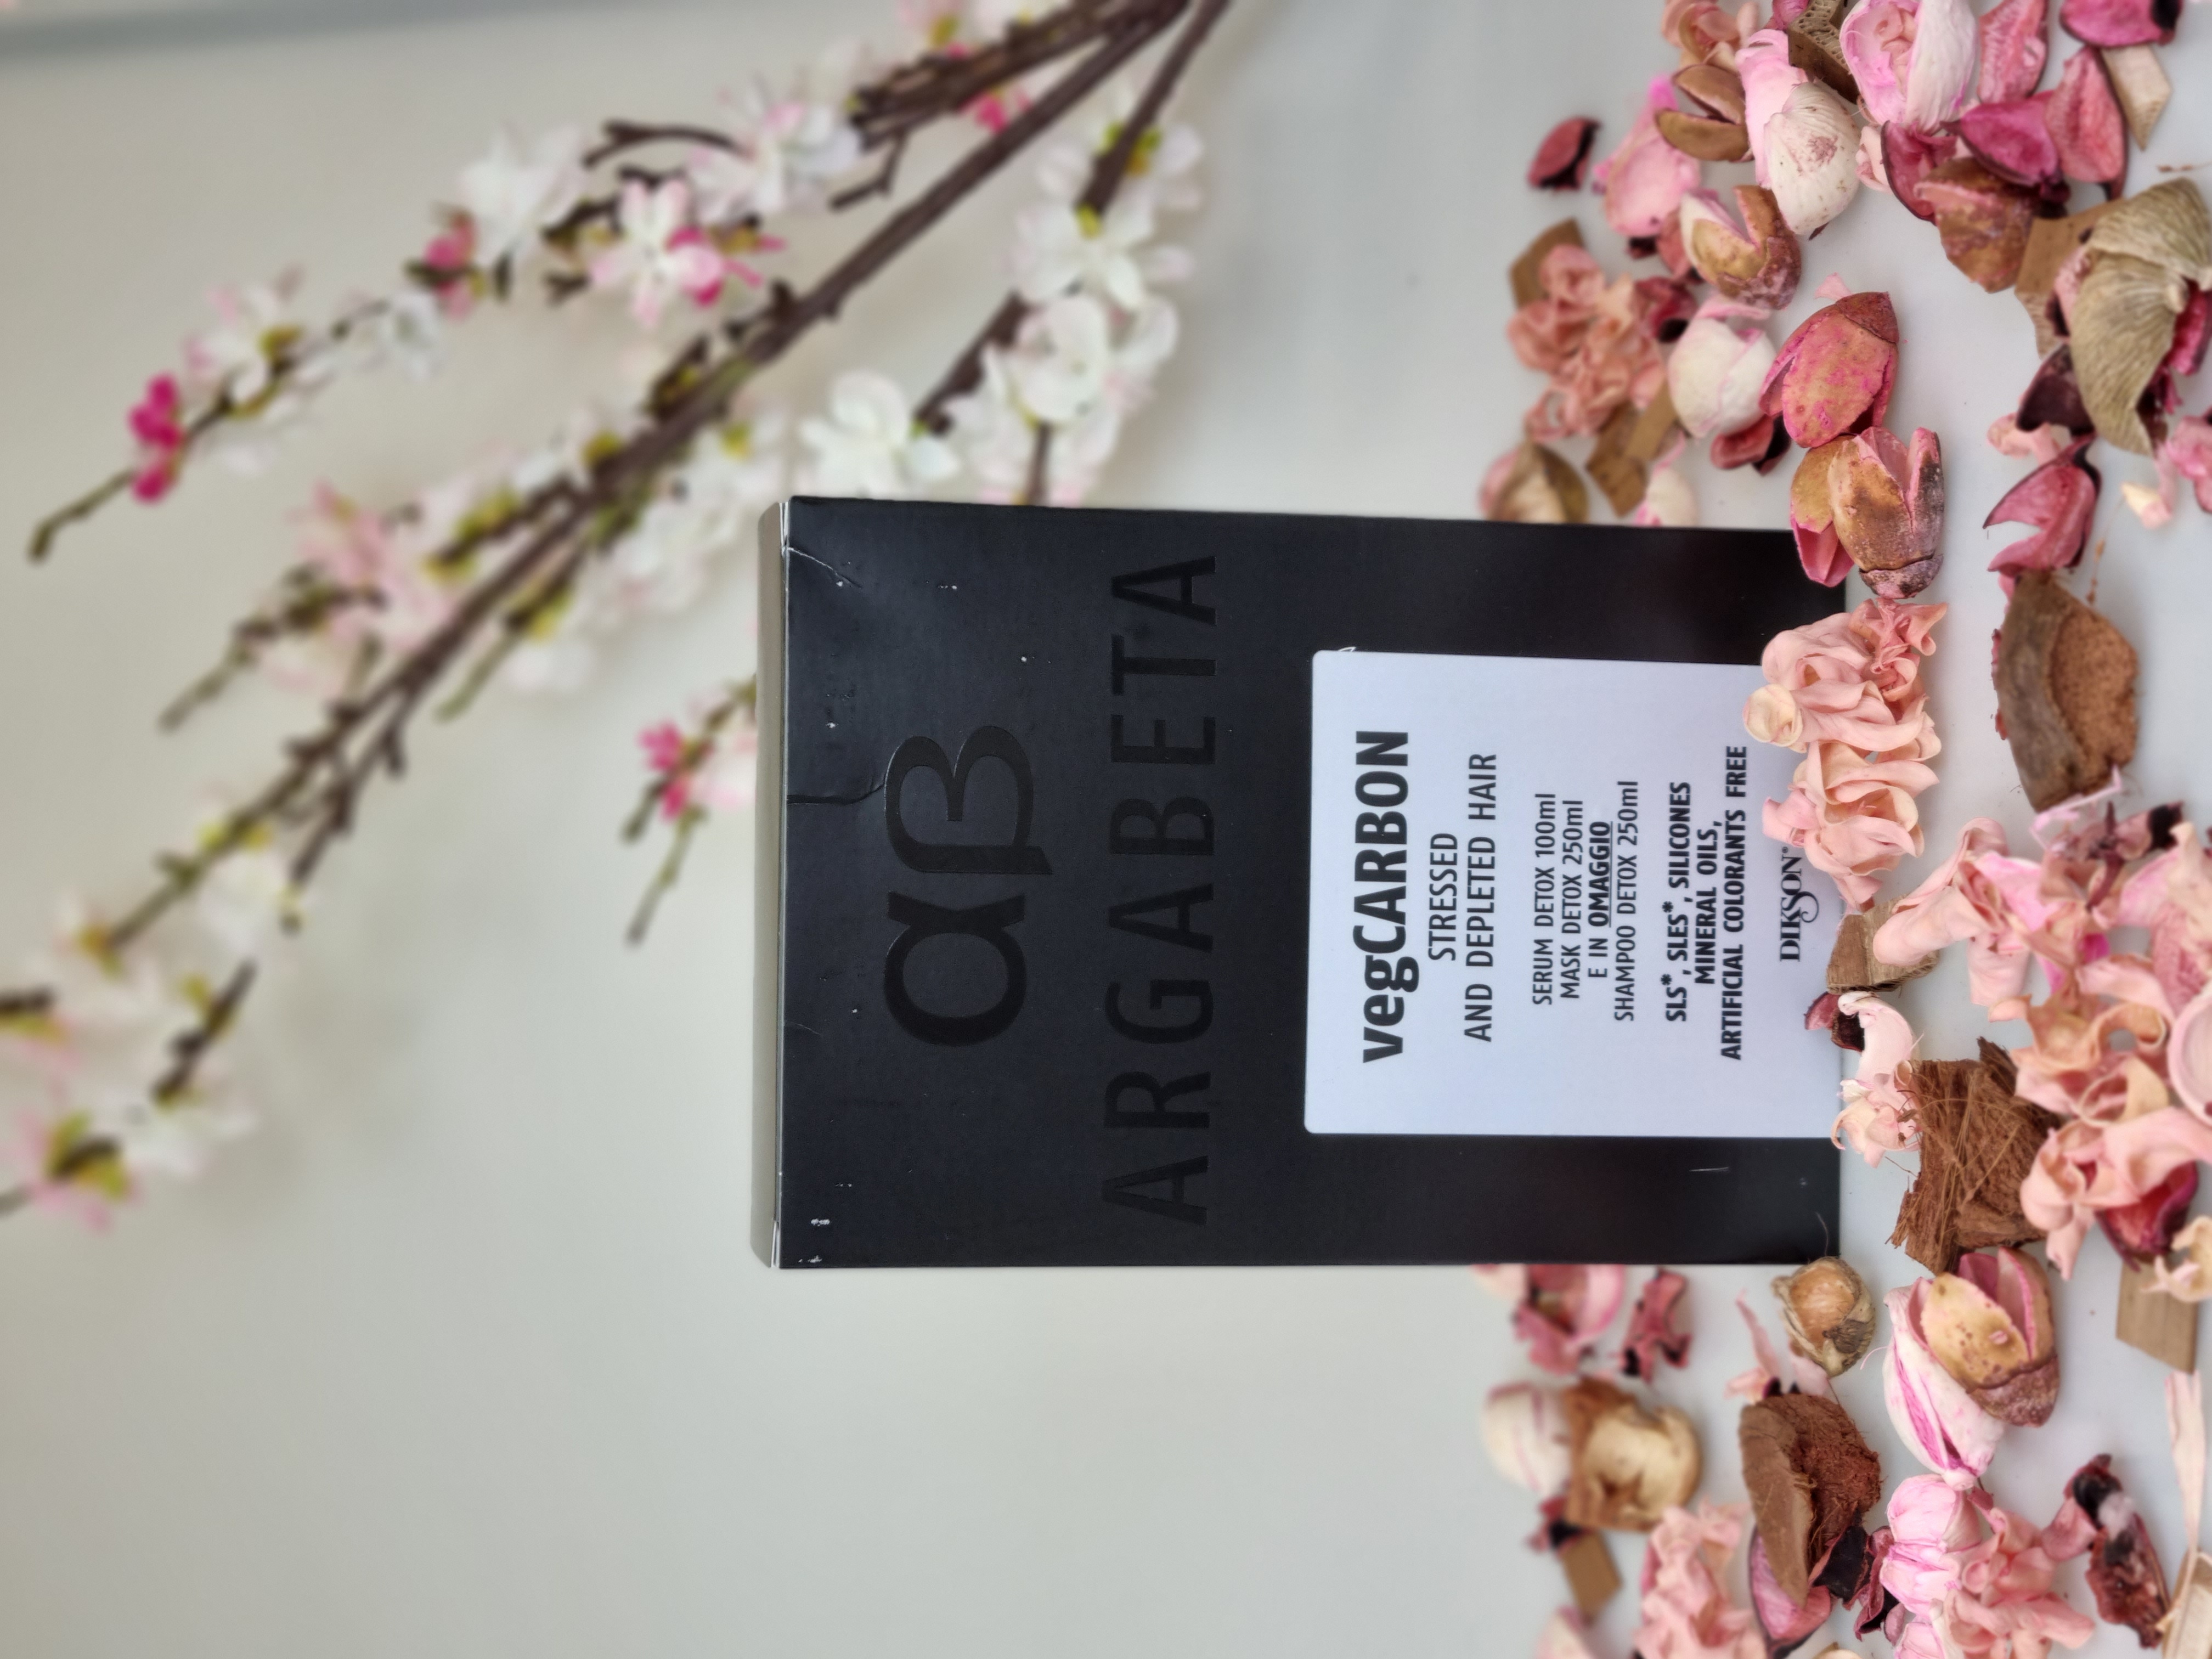 αβ
ARGABETA
vegCARBON
STRESSED
AND DEPLETED HAIR
SERUM DETOX 100ml
MASK DETOX 250ml
E IN OMAGGIO
SHAMPOO DETOX 250ml
SLS*, SLES*, SILICONES
MINERAL OILS,
ARTIFICIAL COLORANTS FREE
DIKSON®